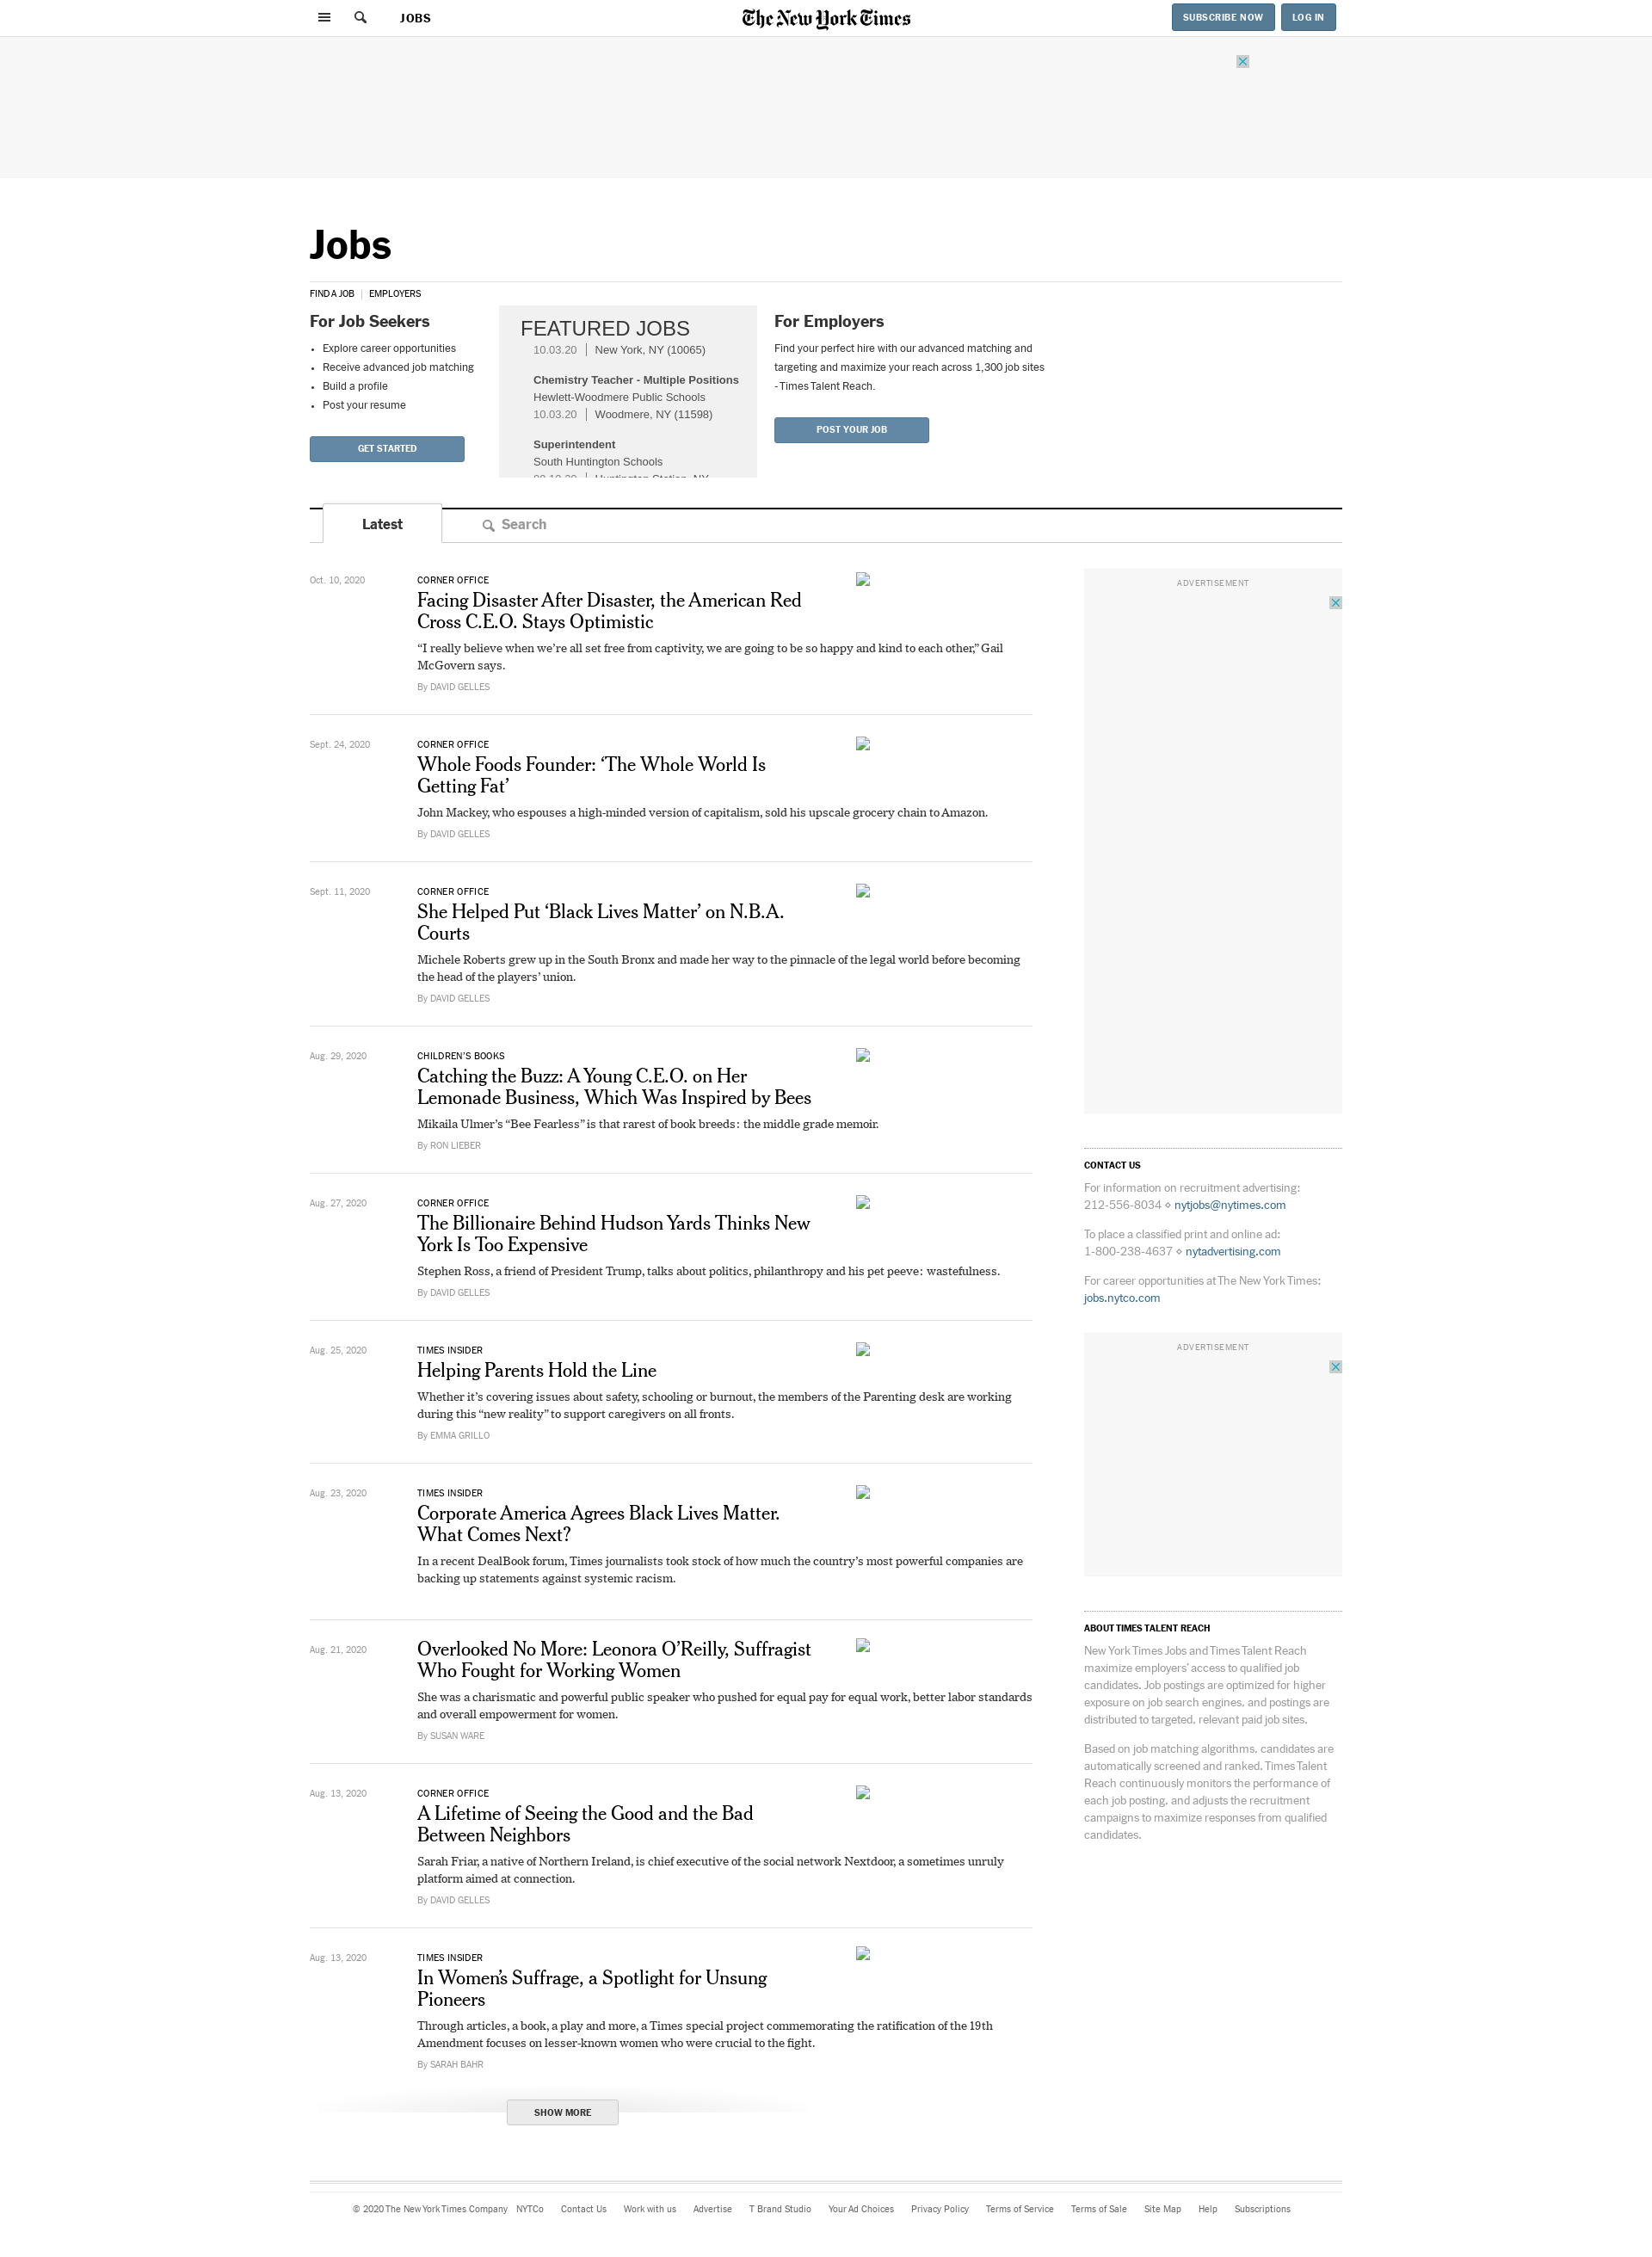 JOBS
The New York Times
SUBSCRIBE NOW
LOG IN
Jobs
FIND A JOB | EMPLOYERS
For Job Seekers
• Explore career opportunities
• Receive advanced job matching
• Build a profile
• Post your resume
GET STARTED
FEATURED JOBS
10.03.20 | New York, NY (10065)
Chemistry Teacher - Multiple Positions
Hewlett-Woodmere Public Schools
10.03.20 | Woodmere, NY (11598)
Superintendent
South Huntington Schools
For Employers
Find your perfect hire with our advanced matching and
targeting and maximize your reach across 1,300 job sites
- Times Talent Reach.
POST YOUR JOB
Latest
Search
Oct. 10, 2020
CORNER OFFICE
Facing Disaster After Disaster, the American Red
Cross C.E.O. Stays Optimistic
“I really believe when we’re all set free from captivity, we are going to be so happy and kind to each other,” Gail
McGovern says.
By DAVID GELLES
Sept. 24, 2020
CORNER OFFICE
Whole Foods Founder: ‘The Whole World Is
Getting Fat’
John Mackey, who espouses a high-minded version of capitalism, sold his upscale grocery chain to Amazon.
By DAVID GELLES
Sept. 11, 2020
CORNER OFFICE
She Helped Put ‘Black Lives Matter’ on N.B.A.
Courts
Michele Roberts grew up in the South Bronx and made her way to the pinnacle of the legal world before becoming
the head of the players’ union.
By DAVID GELLES
Aug. 29, 2020
CHILDREN’S BOOKS
Catching the Buzz: A Young C.E.O. on Her
Lemonade Business, Which Was Inspired by Bees
Mikaila Ulmer’s “Bee Fearless” is that rarest of book breeds: the middle grade memoir.
By RON LIEBER
Aug. 27, 2020
CORNER OFFICE
The Billionaire Behind Hudson Yards Thinks New
York Is Too Expensive
Stephen Ross, a friend of President Trump, talks about politics, philanthropy and his pet peeve: wastefulness.
By DAVID GELLES
Aug. 25, 2020
TIMES INSIDER
Helping Parents Hold the Line
Whether it’s covering issues about safety, schooling or burnout, the members of the Parenting desk are working
during this “new reality” to support caregivers on all fronts.
By EMMA GRILLO
Aug. 23, 2020
TIMES INSIDER
Corporate America Agrees Black Lives Matter.
What Comes Next?
In a recent DealBook forum, Times journalists took stock of how much the country’s most powerful companies are
backing up statements against systemic racism.
Aug. 21, 2020
Overlooked No More: Leonora O’Reilly, Suffragist
Who Fought for Working Women
She was a charismatic and powerful public speaker who pushed for equal pay for equal work, better labor standards
and overall empowerment for women.
By SUSAN WARE
Aug. 13, 2020
CORNER OFFICE
A Lifetime of Seeing the Good and the Bad
Between Neighbors
Sarah Friar, a native of Northern Ireland, is chief executive of the social network Nextdoor, a sometimes unruly
platform aimed at connection.
By DAVID GELLES
Aug. 13, 2020
TIMES INSIDER
In Women’s Suffrage, a Spotlight for Unsung
Pioneers
Through articles, a book, a play and more, a Times special project commemorating the ratification of the 19th
Amendment focuses on lesser-known women who were crucial to the fight.
By SARAH BAHR
SHOW MORE
ADVERTISEMENT
CONTACT US
For information on recruitment advertising:
212-556-8034 ⋄ nytjobs@nytimes.com
To place a classified print and online ad:
1-800-238-4637 ⋄ nytadvertising.com
For career opportunities at The New York Times:
jobs.nytco.com
ADVERTISEMENT
ABOUT TIMES TALENT REACH
New York Times Jobs and Times Talent Reach
maximize employers’ access to qualified job
candidates. Job postings are optimized for higher
exposure on job search engines, and postings are
distributed to targeted, relevant paid job sites.
Based on job matching algorithms, candidates are
automatically screened and ranked. Times Talent
Reach continuously monitors the performance of
each job posting, and adjusts the recruitment
campaigns to maximize responses from qualified
candidates.
© 2020 The New York Times Company NYTCo Contact Us Work with us Advertise T Brand Studio Your Ad Choices Privacy Policy Terms of Service Terms of Sale Site Map Help Subscriptions